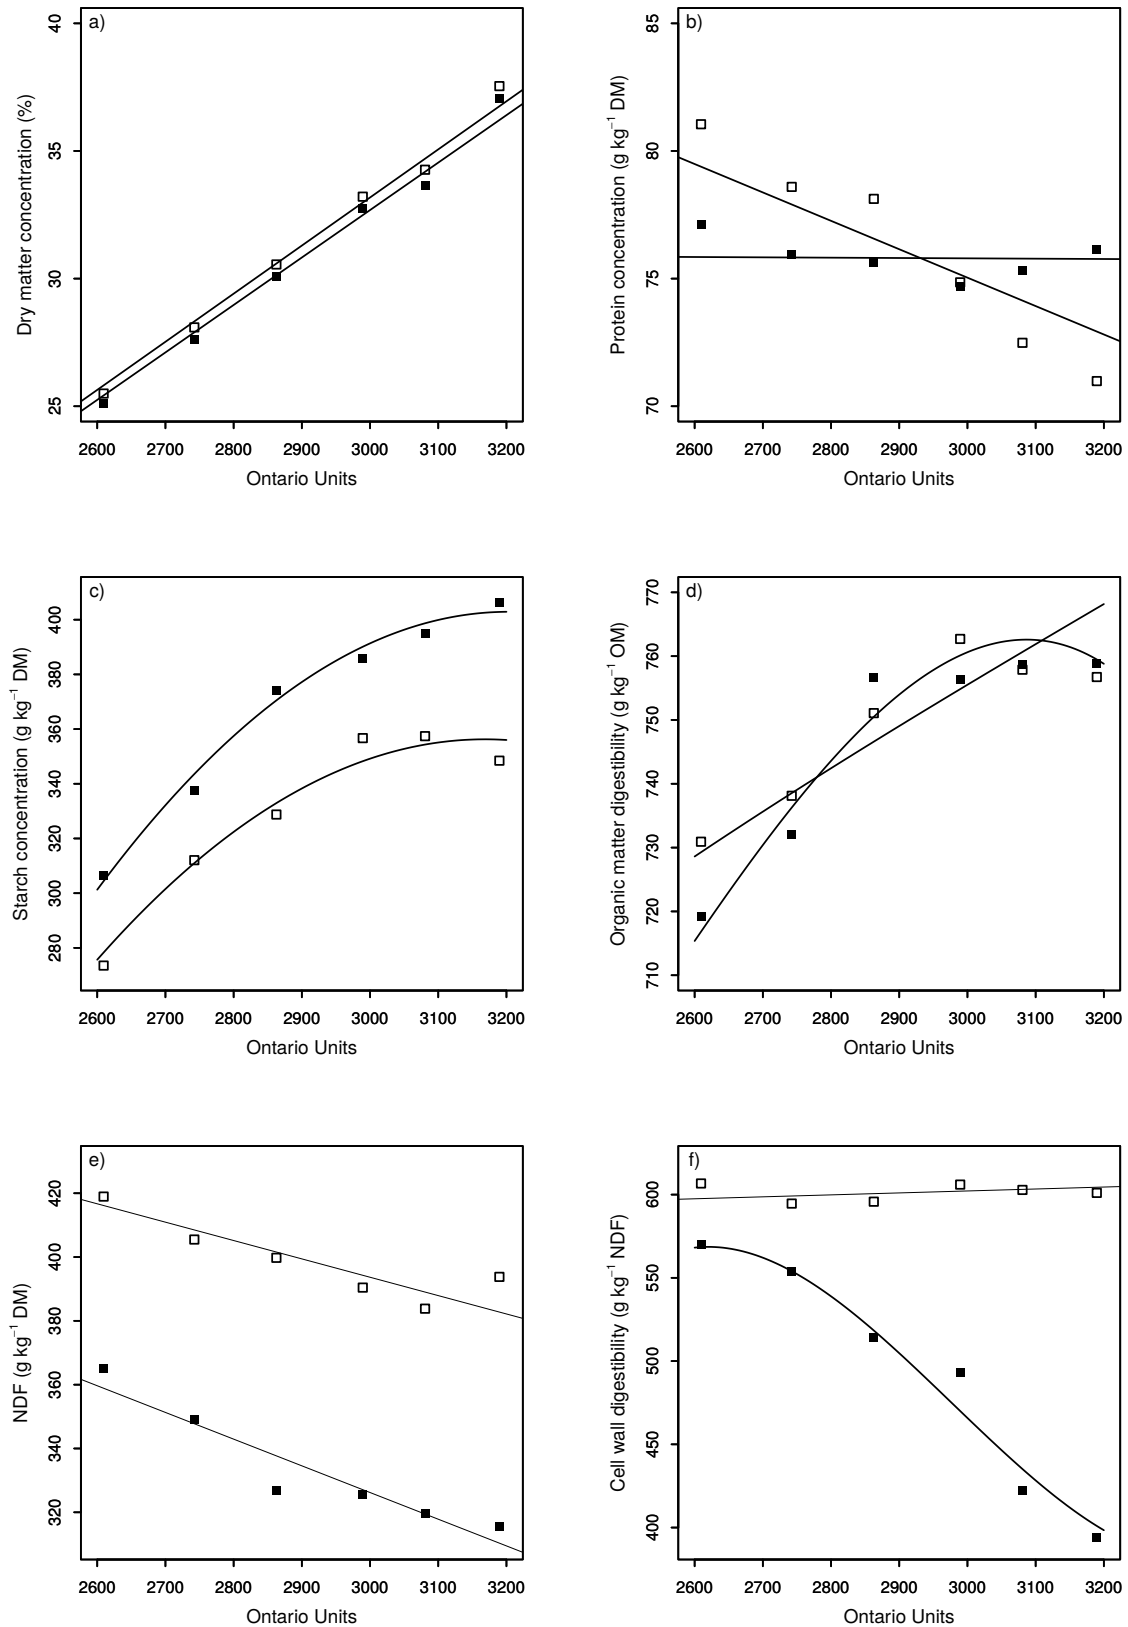 a)
Dry matter concentration (%)
40
35
30
25
2600 2700 2800 2900 3000 3100 3200
Ontario Units
b)
Protein concentration (g kg⁻¹ DM)
85
80
75
70
2600 2700 2800 2900 3000 3100 3200
Ontario Units
c)
Starch concentration (g kg⁻¹ DM)
400
380
360
340
320
300
280
2600 2700 2800 2900 3000 3100 3200
Ontario Units
d)
Organic matter digestibility (g kg⁻¹ OM)
770
760
750
740
730
720
710
2600 2700 2800 2900 3000 3100 3200
Ontario Units
e)
NDF (g kg⁻¹ DM)
420
400
380
360
340
320
2600 2700 2800 2900 3000 3100 3200
Ontario Units
f)
Cell wall digestibility (g kg⁻¹ NDF)
600
550
500
450
400
2600 2700 2800 2900 3000 3100 3200
Ontario Units